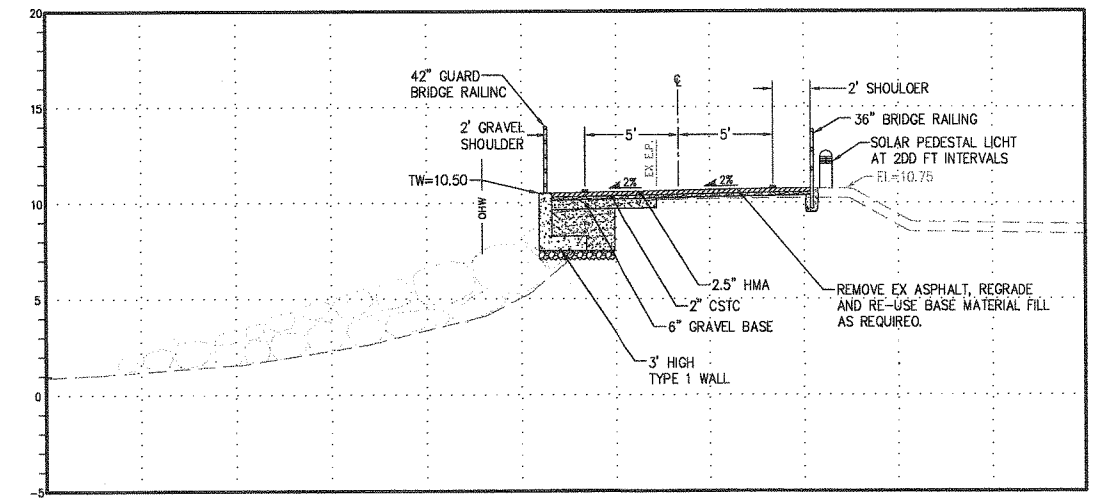 20
15
10
5
0
-5
42" GUARD
BRIDGE RAILINC
2' GRAVEL
SHOULDER
TW=10.50
OHW
5'
5'
EX E.P.
℄
2%
2%
2' SHOULOER
36" BRIDGE RAILING
SOLAR PEDESTAL LICHT
AT 2DD FT INTERVALS
EL=10.75
2.5" HMA
2" CSTC
6" GRAVEL BASE
3' HIGH
TYPE 1 WALL
REMOVE EX ASPHALT, REGRADE
AND RE-USE BASE MATERIAL FILL
AS REQUIREO.